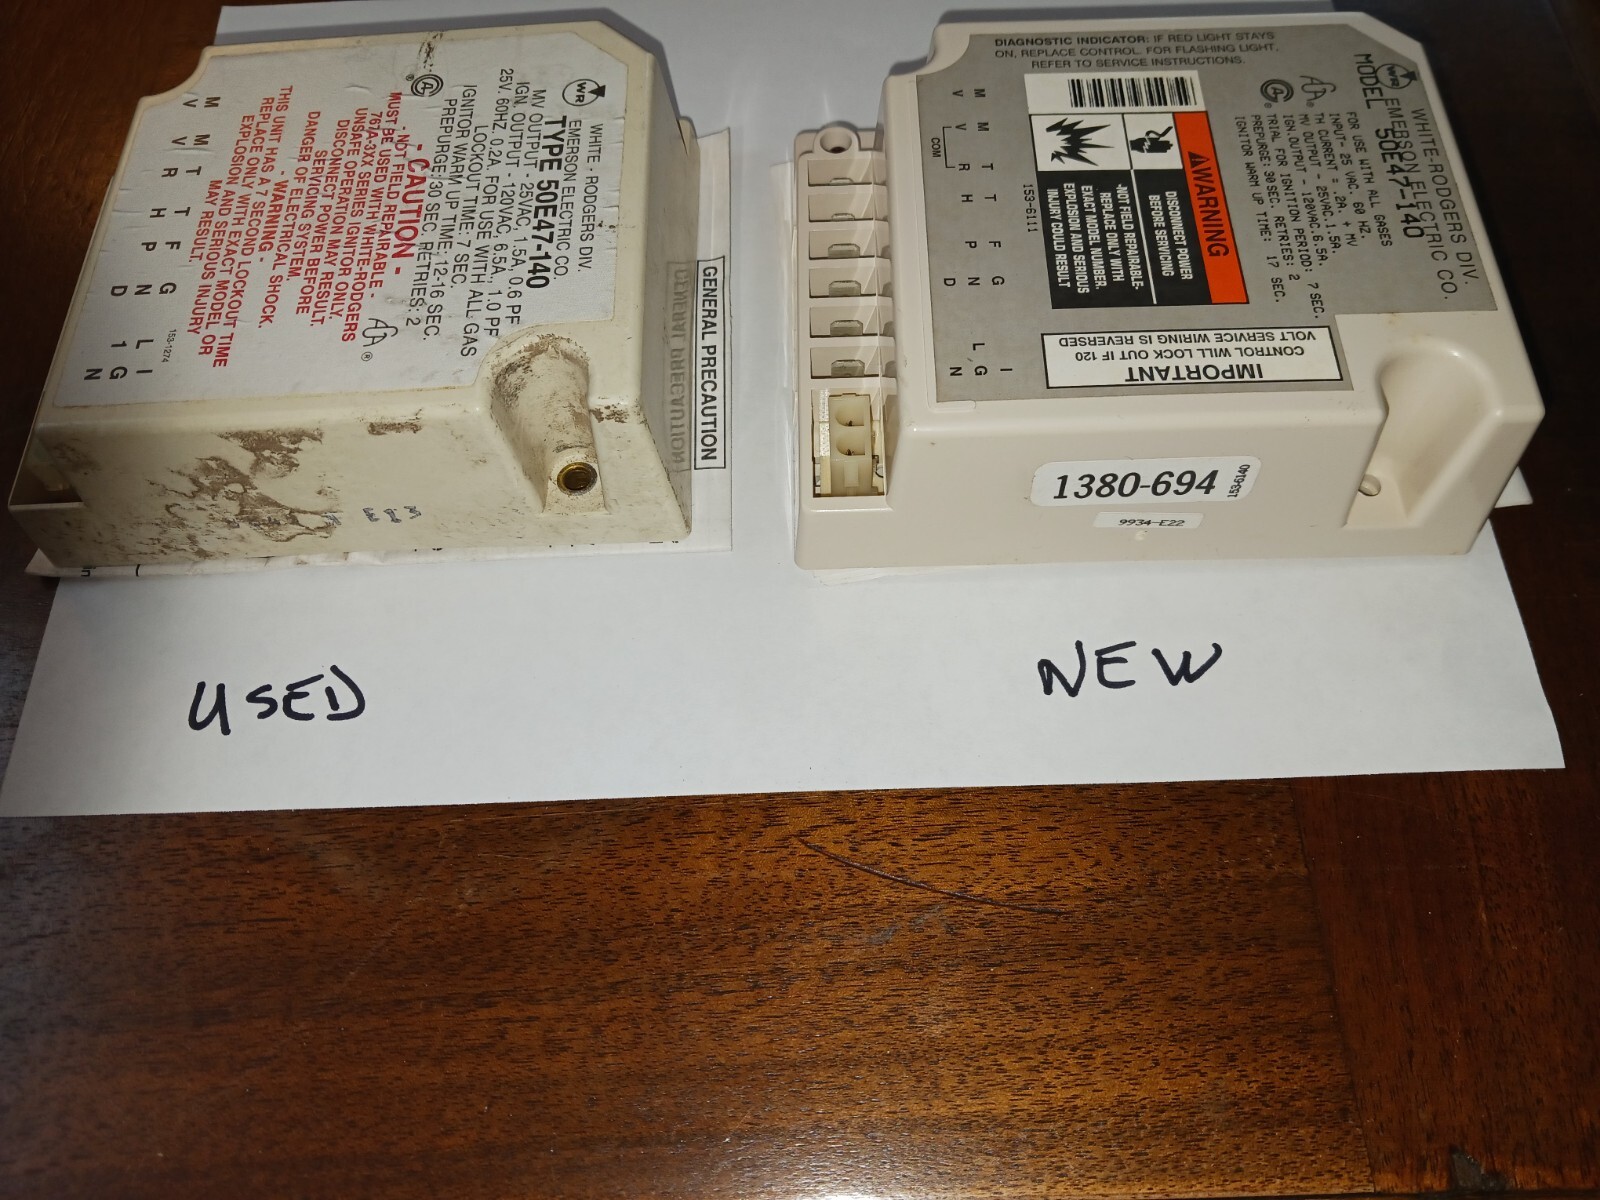 WHITE - RODGERS DIV.
EMERSON ELECTRIC CO.
WR
TYPE 50E47-140
MV OUTPUT - 25VAC, 1.5A, 0.6 PF
IGN. OUTPUT - 120VAC, 6.5A, 1.0 PF
25V. 60HZ, 0.2A. FOR USE WITH ALL GAS
LOCKOUT TIME: 7 SEC.
IGNITOR WARM UP TIME: 12-16 SEC.
PREPURGE: 30 SEC, RETRIES: 2
- CAUTION -
- NOT FIELD REPAIRABLE -
MUST BE USED WITH WHITE-RODGERS
767A-3XX SERIES IGNITOR ONLY.
UNSAFE OPERATION MAY RESULT.
DISCONNECT POWER BEFORE
SERVICING SYSTEM.
DANGER OF ELECTRICAL SHOCK.
- WARNING -
THIS UNIT HAS A 7 SECOND LOCKOUT TIME
REPLACE ONLY WITH EXACT MODEL OR
EXPLOSION AND SERIOUS INJURY
MAY RESULT.
153-1274
M M T F G L I
V V T P N L G
R H D 1 N
GENERAL PRECAUTION
DIAGNOSTIC INDICATOR: IF RED LIGHT STAYS
ON, REPLACE CONTROL. FOR FLASHING LIGHT,
REFER TO SERVICE INSTRUCTIONS.
WHITE-RODGERS DIV.
EMERSON ELECTRIC CO.
WR
MODEL 50E47-140
FOR USE WITH ALL GASES
INPUT- 25 VAC, 60 HZ.
TH CURRENT = .2A. + MV
MV OUTPUT - 25VAC,1.5A.
IGN.OUTPUT - 120VAC,6.5A.
TRIAL FOR IGNITION PERIOD: 7 SEC.
PREPURGE: 30 SEC. RETRIES: 2
IGNITOR WARM UP TIME: 17 SEC.
WARNING
DISCONNECT POWER
BEFORE SERVICING
-NOT FIELD REPAIRABLE-
REPLACE ONLY WITH
EXACT MODEL NUMBER.
EXPLOSION AND SERIOUS
INJURY COULD RESULT
153-6111
IMPORTANT
CONTROL WILL LOCK OUT IF 120
VOLT SERVICE WIRING IS REVERSED
M M T F G L I
V V R H P N G
COM
D N
1380-694
9934-E22
USED
NEW